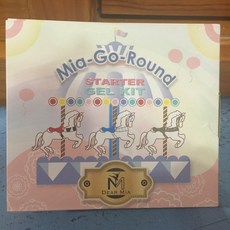 Mia-Go-Round
STARTER
GEL KIT
M
DEAR MIA